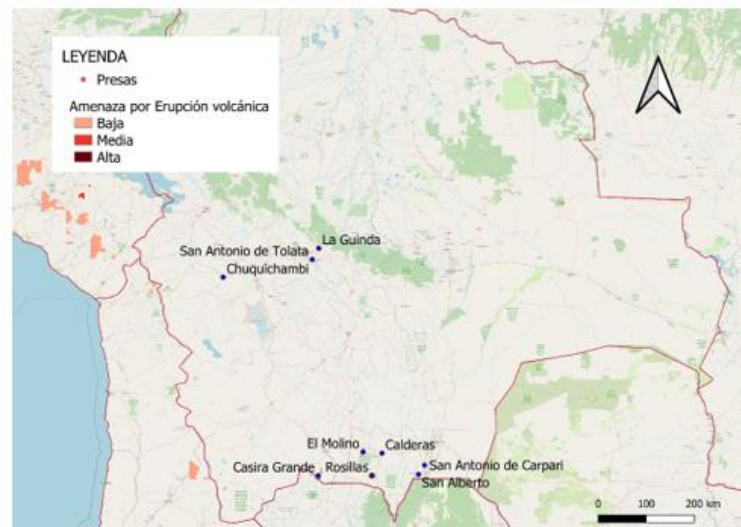 LEYENDA
Presas
Amenaza por Erupción volcánica
Baja
Media
Alta
La Guinda
San Antonio de Tolata
Chuquichambi
El Molino
Calderas
Casira Grande
Rosillas
San Antonio de Carpari
San Alberto
0 100 200 km